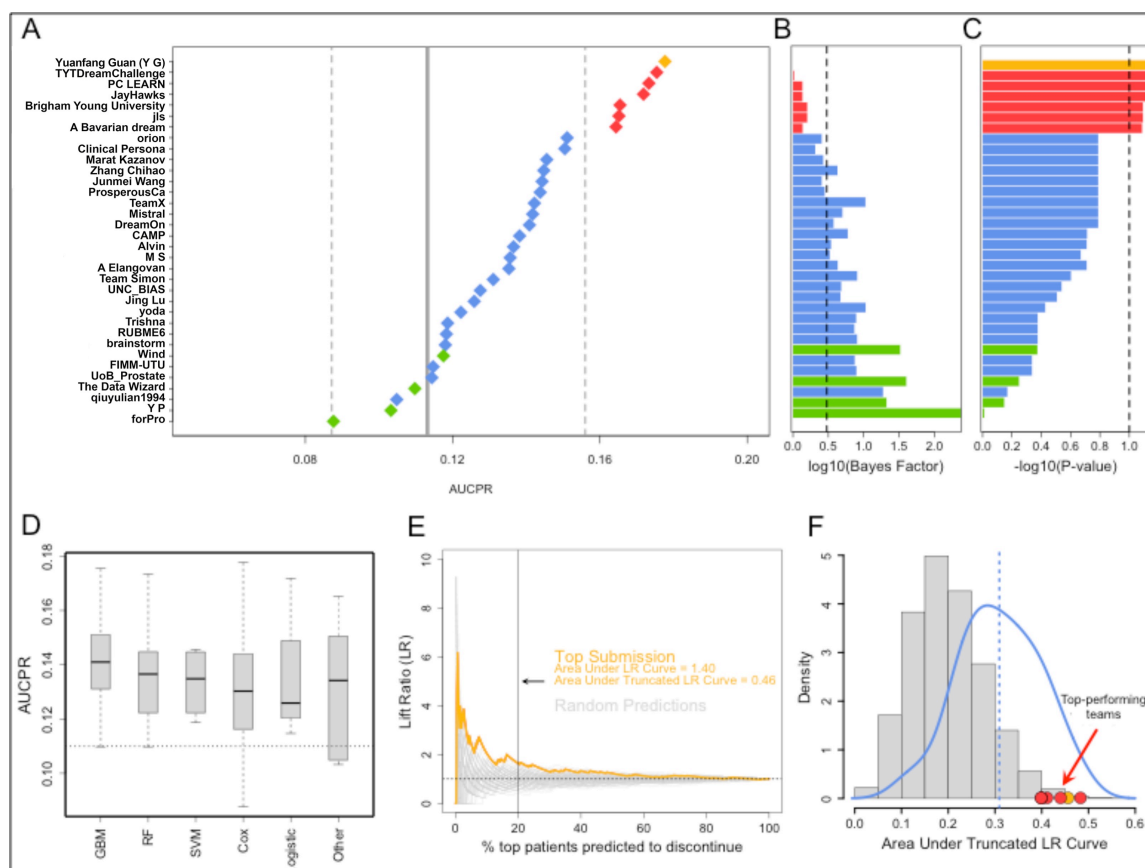 A
B
C
Yuanfang Guan (Y G)
TYTDreamChallenge
PC LEARN
JayHawks
Brigham Young University
jls
A Bavarian dream
orion
Clinical Persona
Marat Kazanov
Zhang Chihao
Junmei Wang
ProsperousCa
TeamX
Mistral
DreamOn
CAMP
Alvin
M S
A Elangovan
Team Simon
UNC_BIAS
Jing Lu
yoda
Trishna
RUBME6
brainstorm
Wind
FIMM-UTU
UoB_Prostate
The Data Wizard
qiuyulian1994
Y P
forPro
0.08 0.12 0.16 0.20
AUCPR
0.0 0.5 1.0 1.5 2.0
log10(Bayes Factor)
0.0 0.2 0.4 0.6 0.8 1.0
-log10(P-value)
D
0.18
0.16
0.14
0.12
0.10
AUCPR
GBM
RF
SVM
Cox
ogistic
Other
E
10
8
6
4
2
0
Lift Ratio (LR)
Top Submission
Area Under LR Curve = 1.40
Area Under Truncated LR Curve = 0.46
Random Predictions
0 20 40 60 80 100
% top patients predicted to discontinue
F
5
4
3
2
1
0
Density
Top-performing
teams
0.0 0.1 0.2 0.3 0.4 0.5 0.6
Area Under Truncated LR Curve